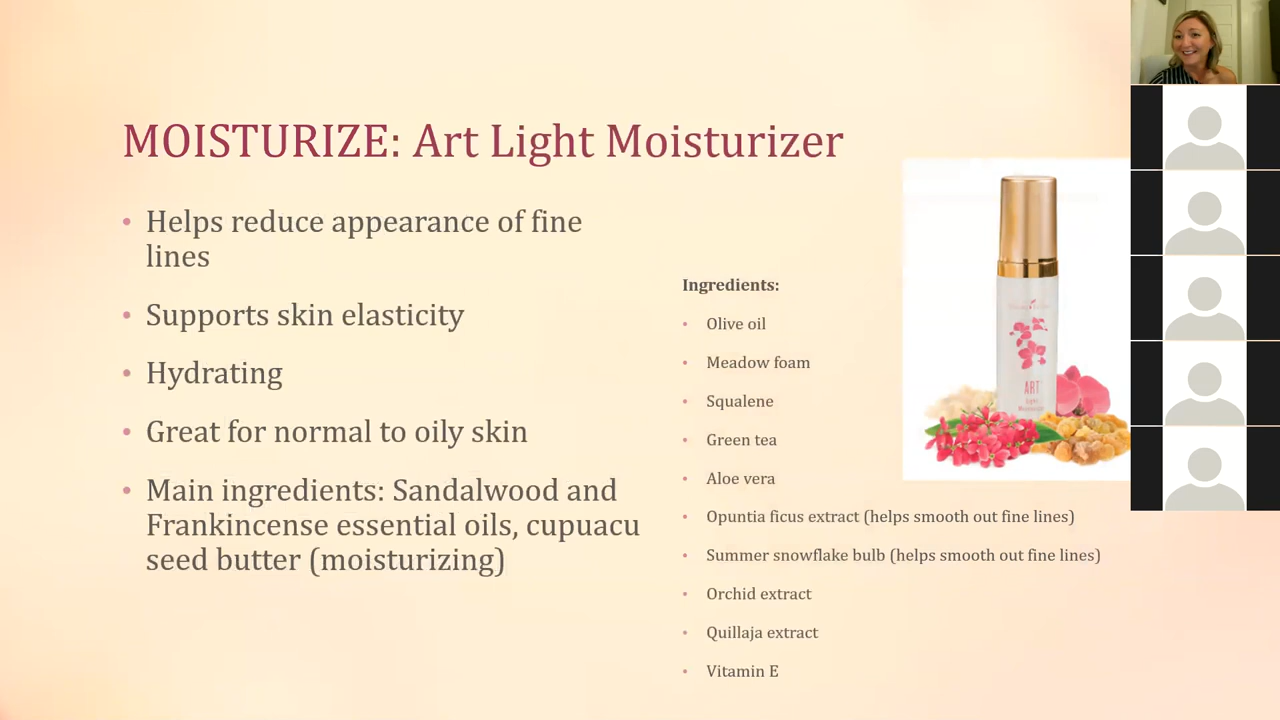 MOISTURIZE: Art Light Moisturizer
• Helps reduce appearance of fine
lines
• Supports skin elasticity
• Hydrating
• Great for normal to oily skin
• Main ingredients: Sandalwood and
Frankincense essential oils, cupuacu
seed butter (moisturizing)
Ingredients:
• Olive oil
• Meadow foam
• Squalene
• Green tea
• Aloe vera
• Opuntia ficus extract (helps smooth out fine lines)
• Summer snowflake bulb (helps smooth out fine lines)
• Orchid extract
• Quillaja extract
• Vitamin E
ART
Light